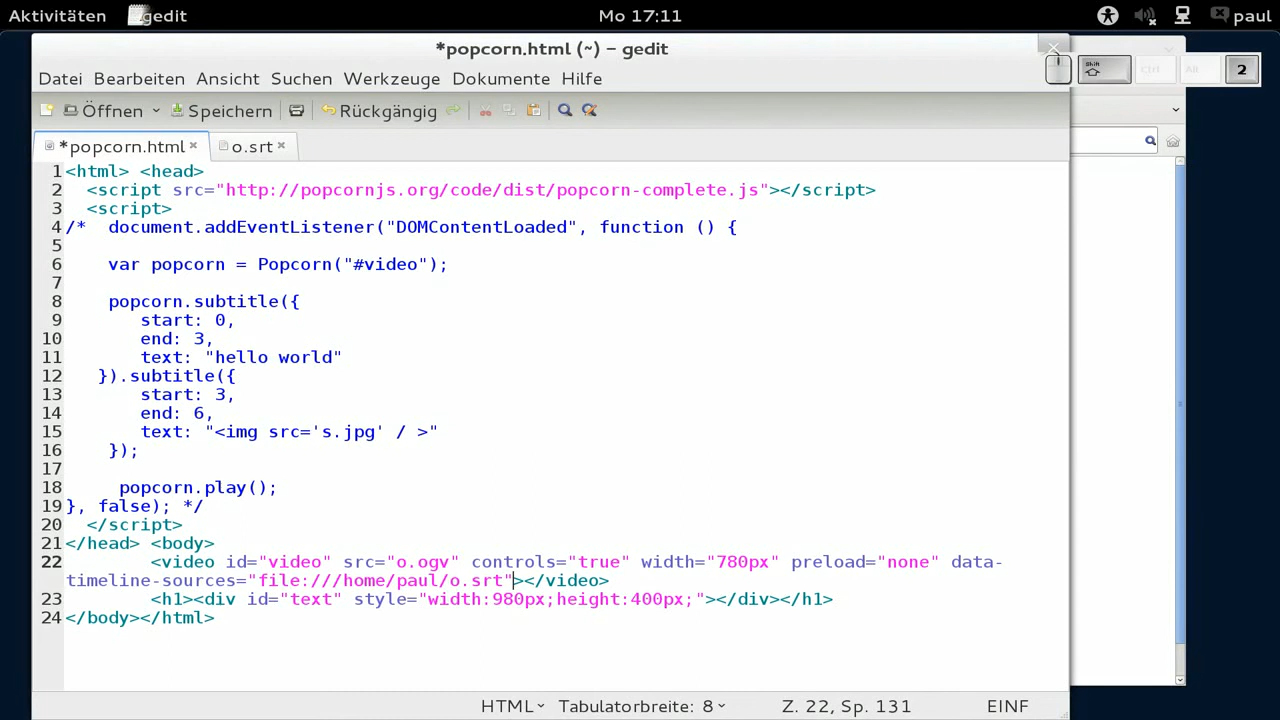 Aktivitäten gedit Mo 17:11 paul
*popcorn.html (~) – gedit
Datei Bearbeiten Ansicht Suchen Werkzeuge Dokumente Hilfe
Shift Ctrl Alt 2
Öffnen Speichern Rückgängig
*popcorn.html × o.srt ×
1 <html> <head>
2   <script src="http://popcornjs.org/code/dist/popcorn-complete.js"></script>
3   <script>
4 /*  document.addEventListener("DOMContentLoaded", function () {
5
6     var popcorn = Popcorn("#video");
7
8     popcorn.subtitle({
9        start: 0,
10        end: 3,
11        text: "hello world"
12    }).subtitle({
13        start: 3,
14        end: 6,
15        text: "<img src='s.jpg' / >"
16     });
17
18      popcorn.play();
19 }, false); */
20   </script>
21 </head> <body>
22         <video id="video" src="o.ogv" controls="true" width="780px" preload="none" data-
timeline-sources="file:///home/paul/o.srt"></video>
23         <h1><div id="text" style="width:980px;height:400px;"></div></h1>
24 </body></html>
HTML Tabulatorbreite: 8 Z. 22, Sp. 131 EINF